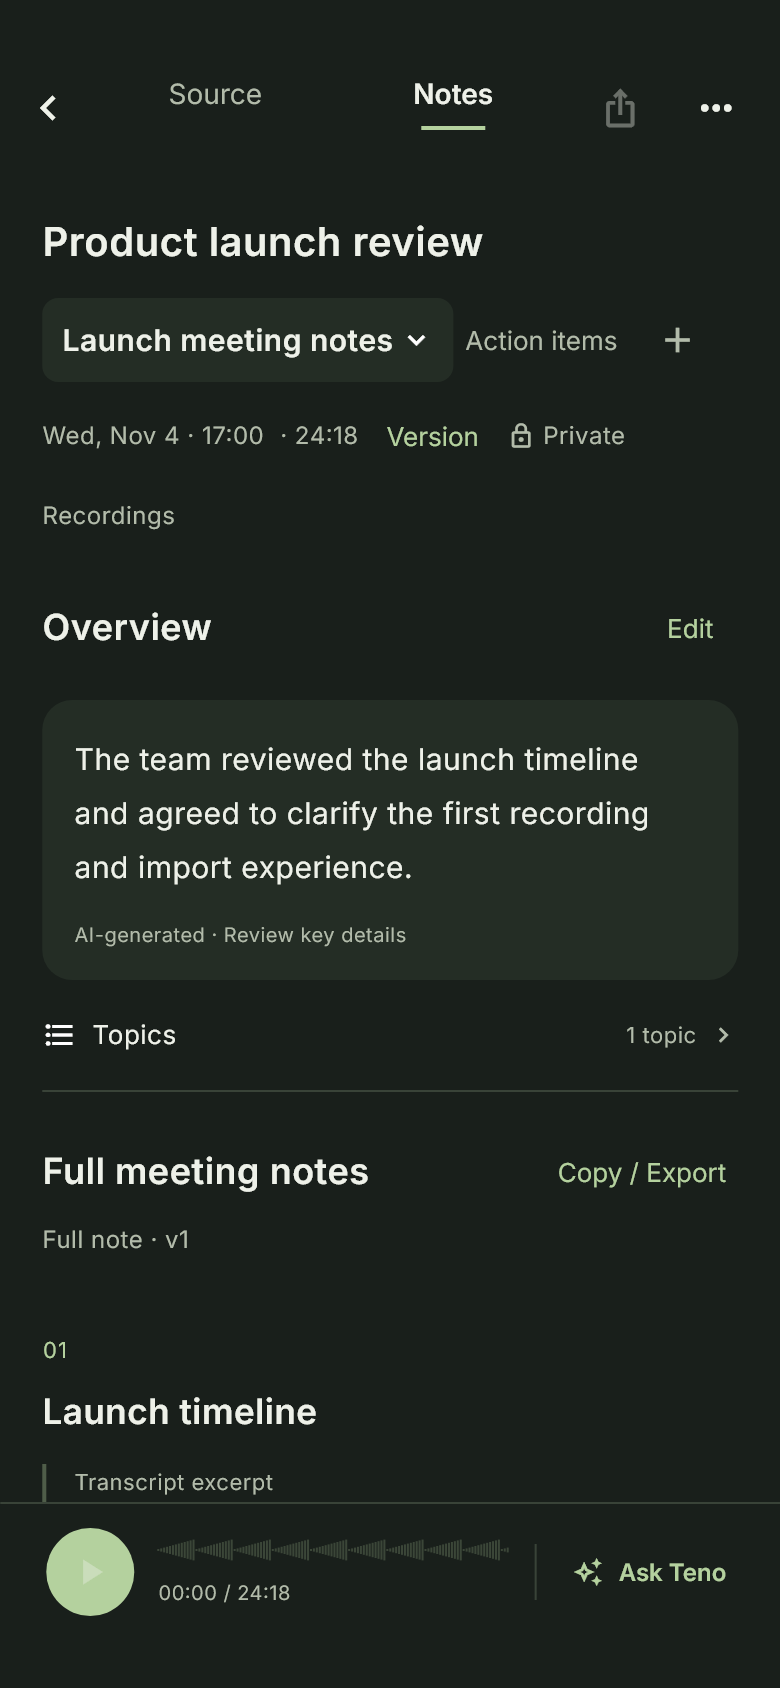 Source
Notes
Product launch review
Launch meeting notes
Action items
Wed, Nov 4 · 17:00 · 24:18
Version
Private
Recordings
Overview
Edit
The team reviewed the launch timeline
and agreed to clarify the first recording
and import experience.
AI-generated · Review key details
Topics
1 topic
Full meeting notes
Copy / Export
Full note · v1
01
Launch timeline
Transcript excerpt
00:00 / 24:18
Ask Teno